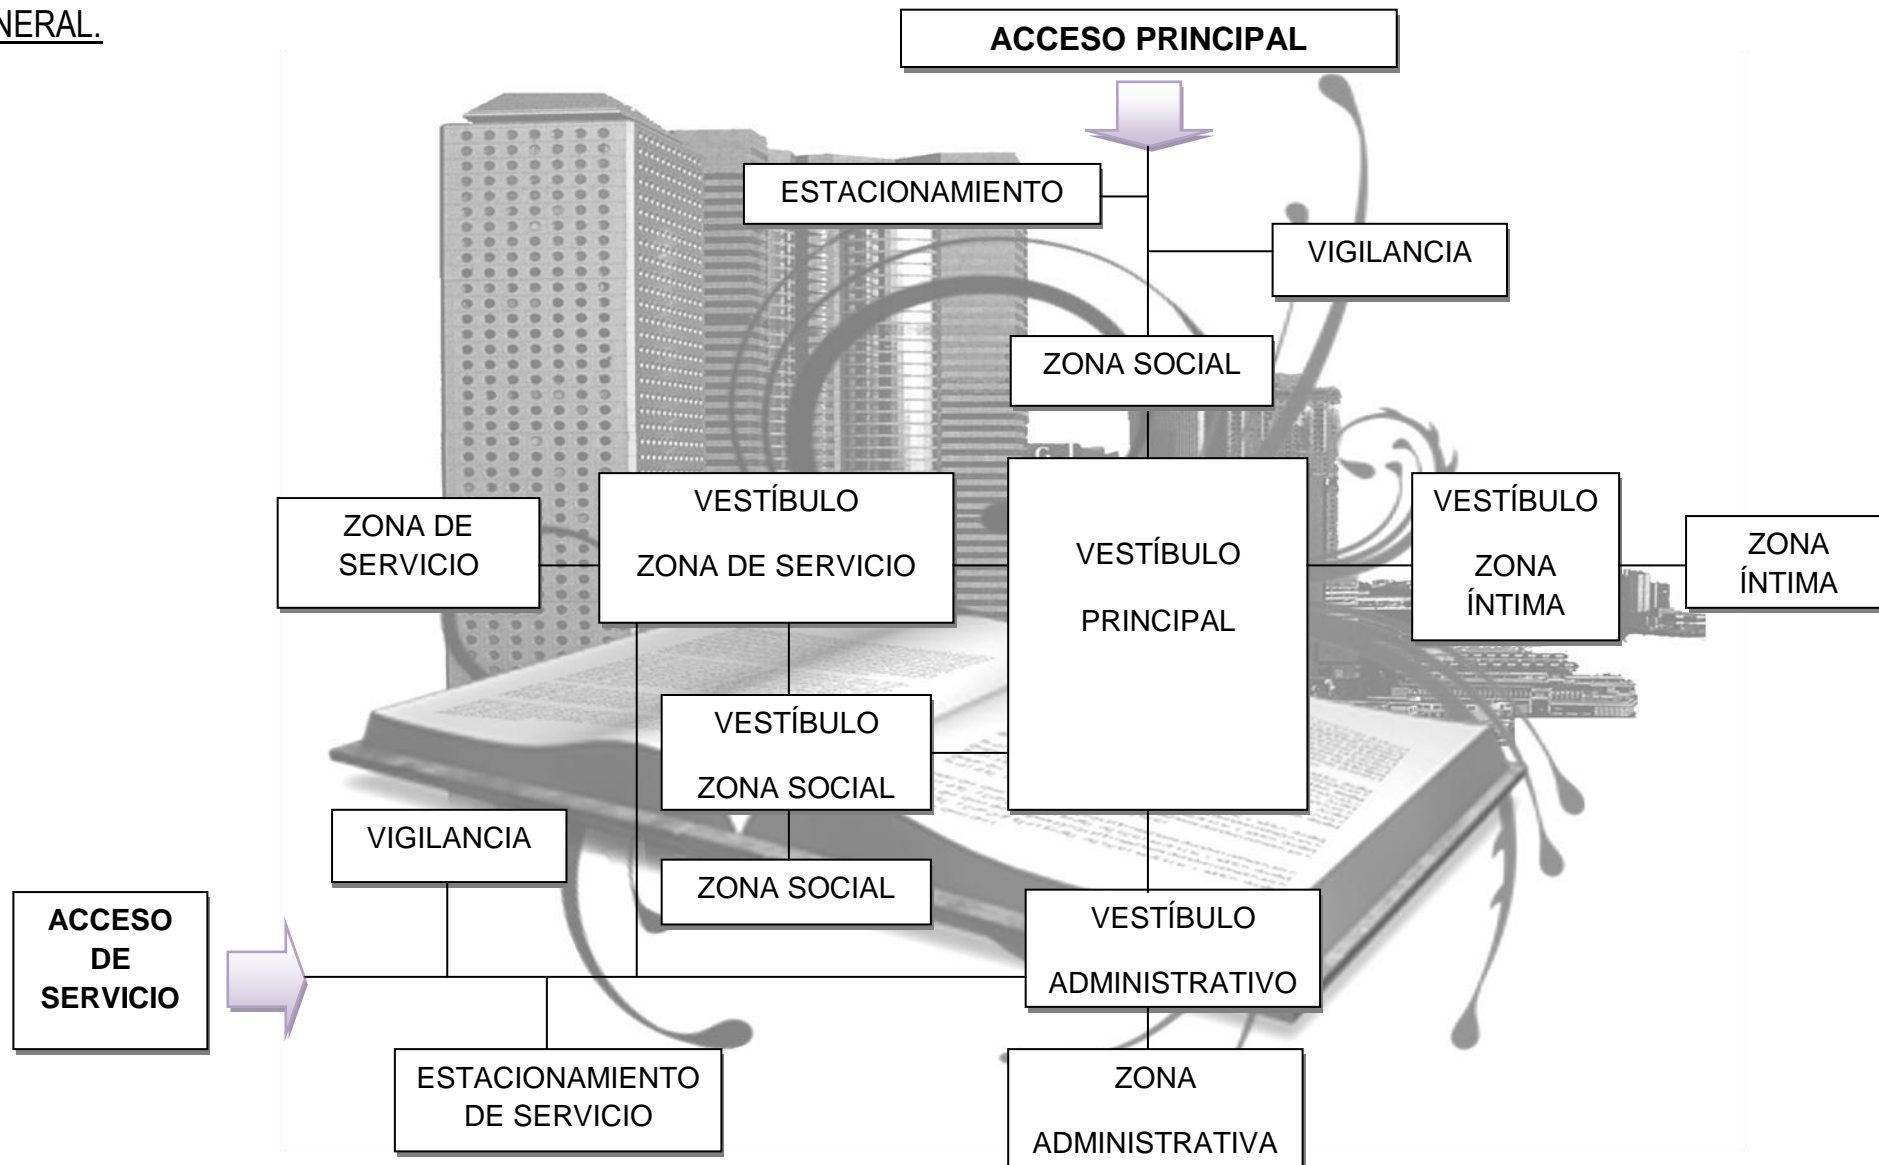 NERAL.
ACCESO PRINCIPAL
ESTACIONAMIENTO
VIGILANCIA
ZONA SOCIAL
ZONA DE
SERVICIO
VESTÍBULO
ZONA DE SERVICIO
VESTÍBULO
PRINCIPAL
VESTÍBULO
ZONA
ÍNTIMA
ZONA
ÍNTIMA
VESTÍBULO
ZONA SOCIAL
VIGILANCIA
ZONA SOCIAL
ACCESO
DE
SERVICIO
VESTÍBULO
ADMINISTRATIVO
ESTACIONAMIENTO
DE SERVICIO
ZONA
ADMINISTRATIVA